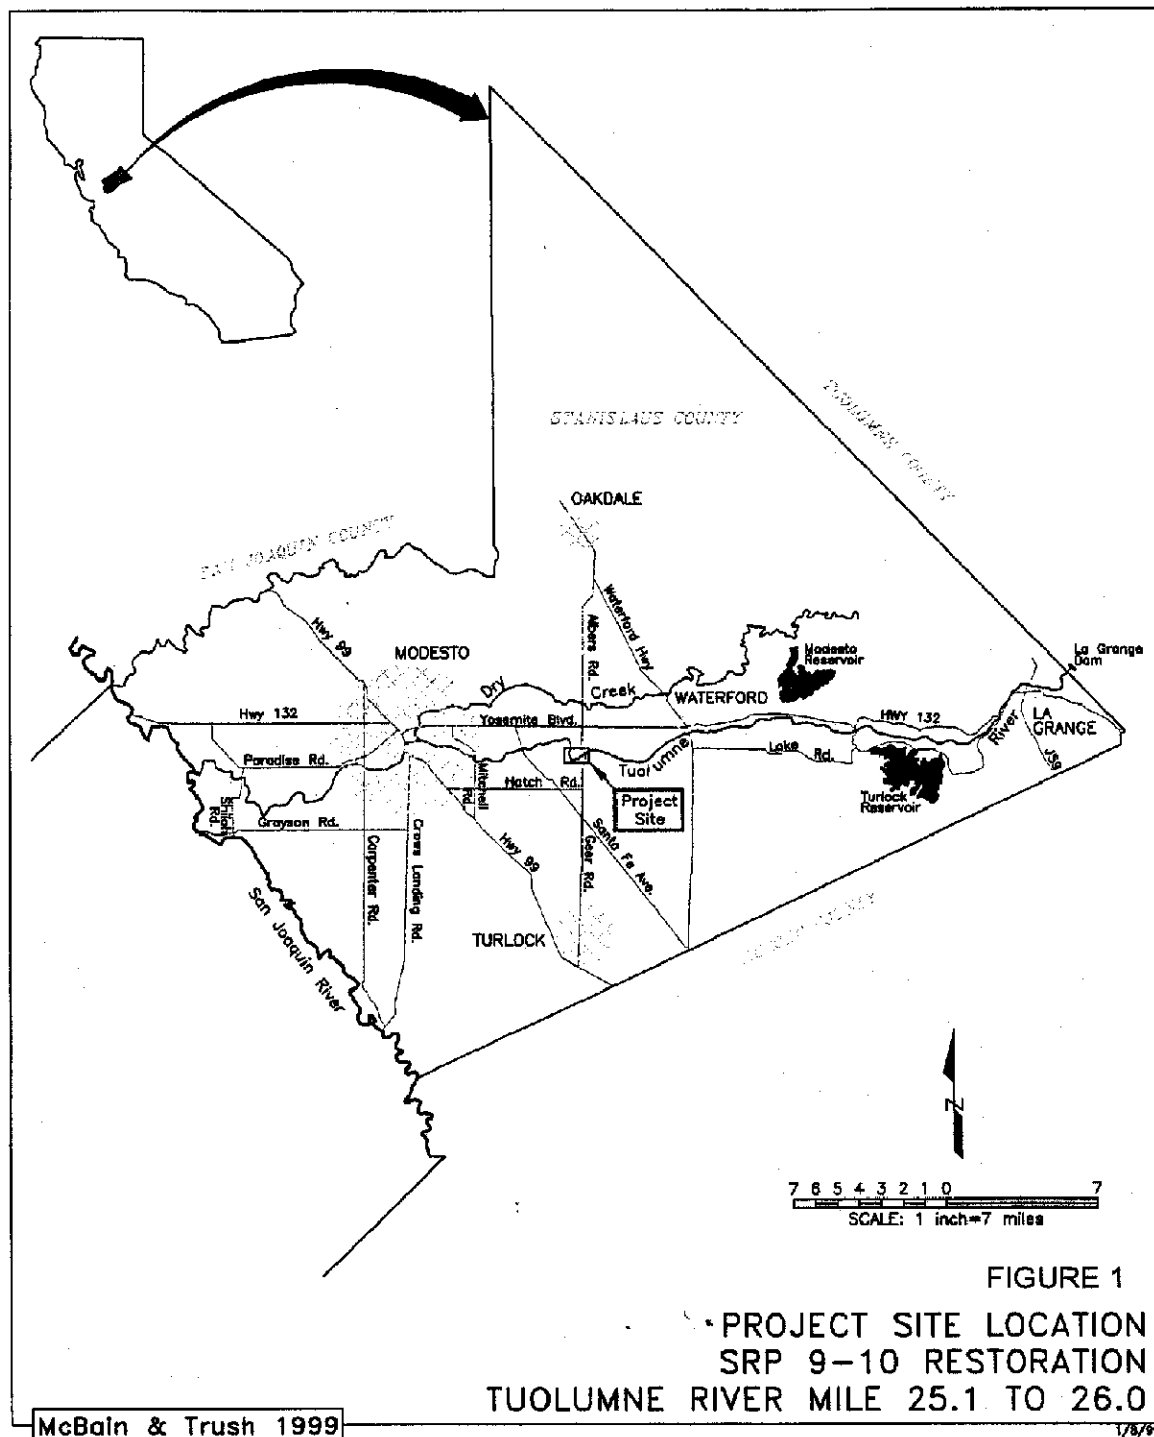 STANISLAUS COUNTY
TUOLUMNE COUNTY
OAKDALE
SAN JOAQUIN COUNTY
Hwy 99
Waterford Hwy
Albers Rd.
MODESTO
Dry
Creek
WATERFORD
Modesto
Reservoir
La Grange
Dam
Hwy 132
Yosemite Blvd.
HWY 132
River
LA
GRANGE
J59
Paradise Rd.
Mitchell
Rd.
Hatch Rd.
Tuolumne
Lake Rd.
Turlock
Reservoir
Project
Site
Shiloh
Rd.
Grayson Rd.
Carpenter Rd.
Crows Landing Rd.
Hwy 99
Geer Rd.
Santa Fe Ave.
San Joaquin River
TURLOCK
N
7 6 5 4 3 2 1 0 7
SCALE: 1 inch=7 miles
FIGURE 1
PROJECT SITE LOCATION
SRP 9-10 RESTORATION
TUOLUMNE RIVER MILE 25.1 TO 26.0
McBain & Trush 1999